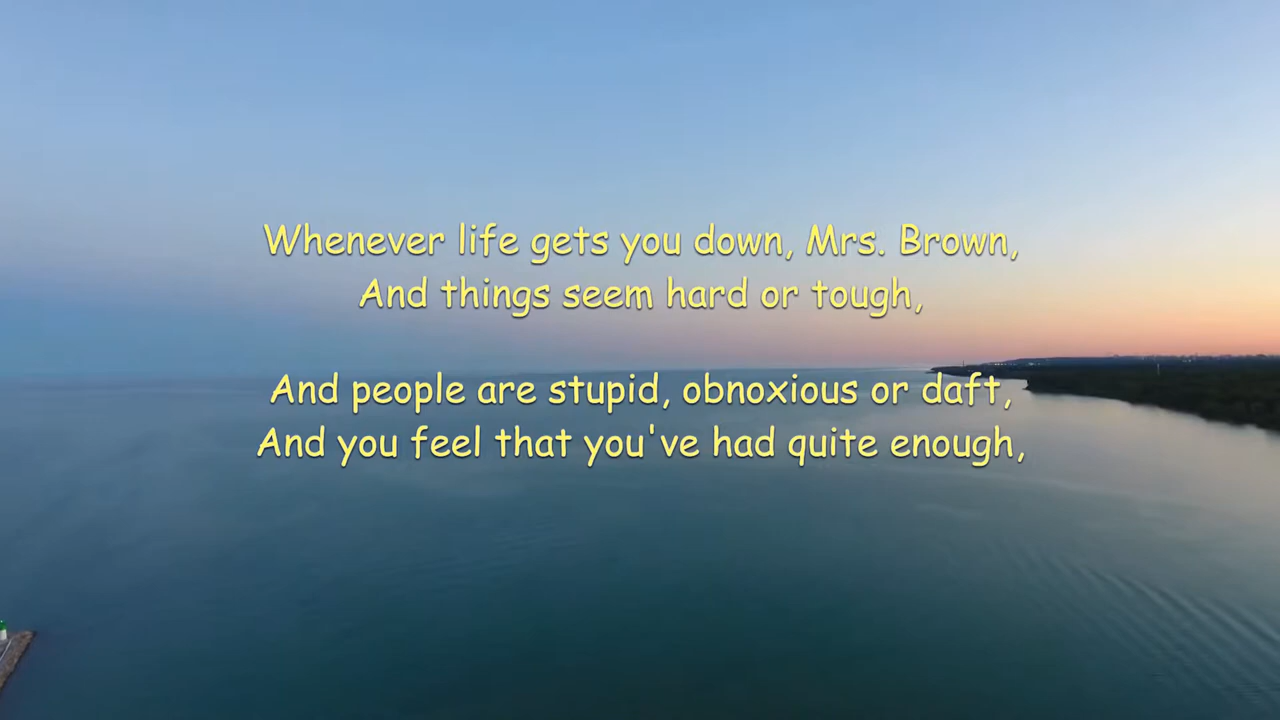 Whenever life gets you down, Mrs. Brown,
And things seem hard or tough,
And people are stupid, obnoxious or daft,
And you feel that you've had quite enough,